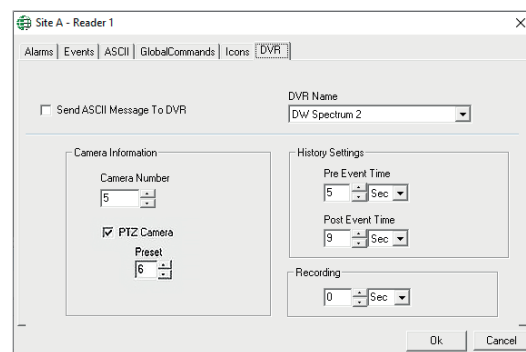 Site A - Reader 1
Alarms Events ASCII GlobalCommands Icons DVR
Send ASCII Message To DVR
DVR Name
DW Spectrum 2
Camera Information
Camera Number
5
PTZ Camera
Preset
6
History Settings
Pre Event Time
5 Sec
Post Event Time
9 Sec
Recording
0 Sec
Ok Cancel